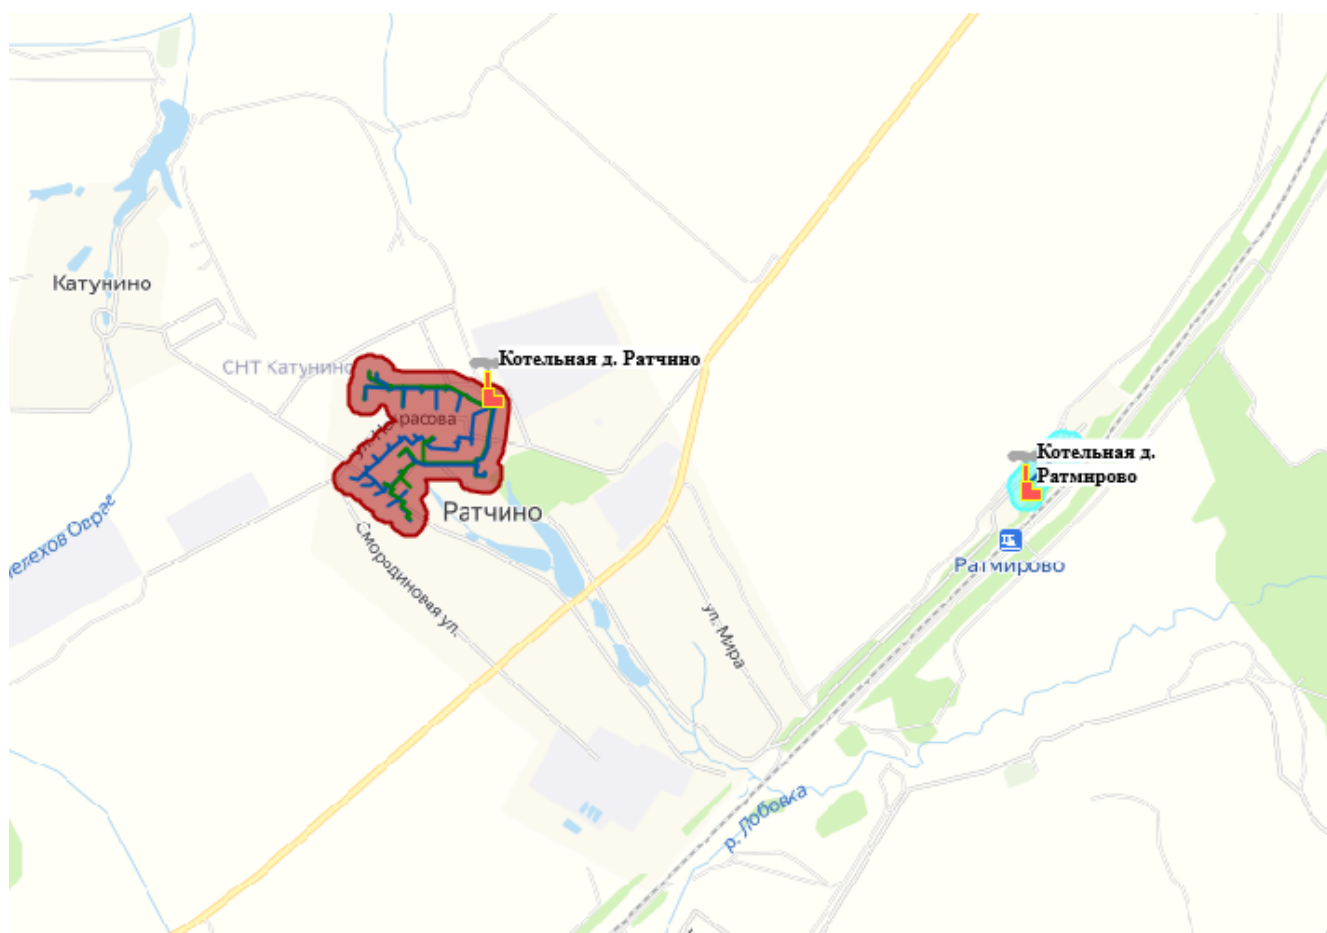 Катунино
СНТ Катунино
Котельная д. Ратчино
Котельная д.
Ратмирово
Ратчино
Ратмирово
Смородиновая ул.
ул. Мира
р. Лобовка